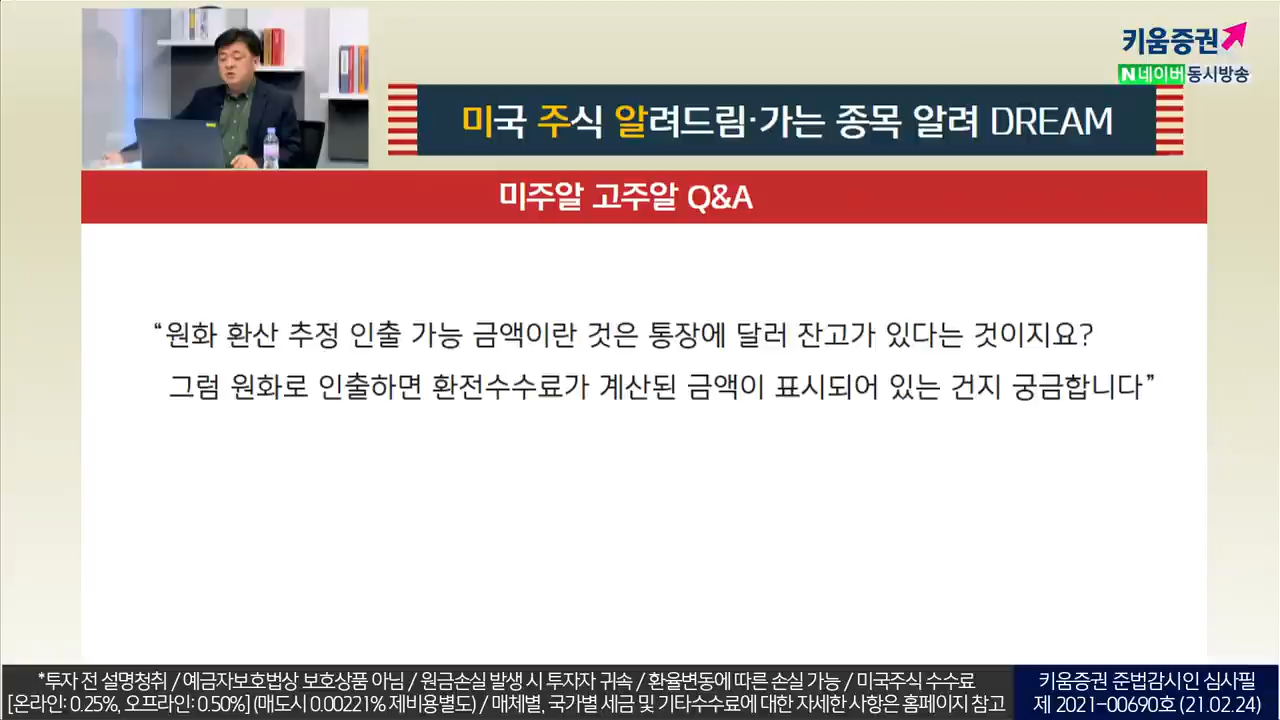 키움증권
N 네이버 동시방송
미국 주식 알려드림·가는 종목 알려 DREAM
미주알 고주알 Q&A
“원화 환산 추정 인출 가능 금액이란 것은 통장에 달러 잔고가 있다는 것이지요?
그럼 원화로 인출하면 환전수수료가 계산된 금액이 표시되어 있는 건지 궁금합니다”
*투자 전 설명청취 / 예금자보호법상 보호상품 아님 / 원금손실 발생 시 투자자 귀속 / 환율변동에 따른 손실 가능 / 미국주식 수수료
[온라인: 0.25%, 오프라인: 0.50%] (매도시 0.00221% 제비용별도) / 매체별, 국가별 세금 및 기타수수료에 대한 자세한 사항은 홈페이지 참고
키움증권 준법감시인 심사필
제 2021-00690호 (21.02.24)